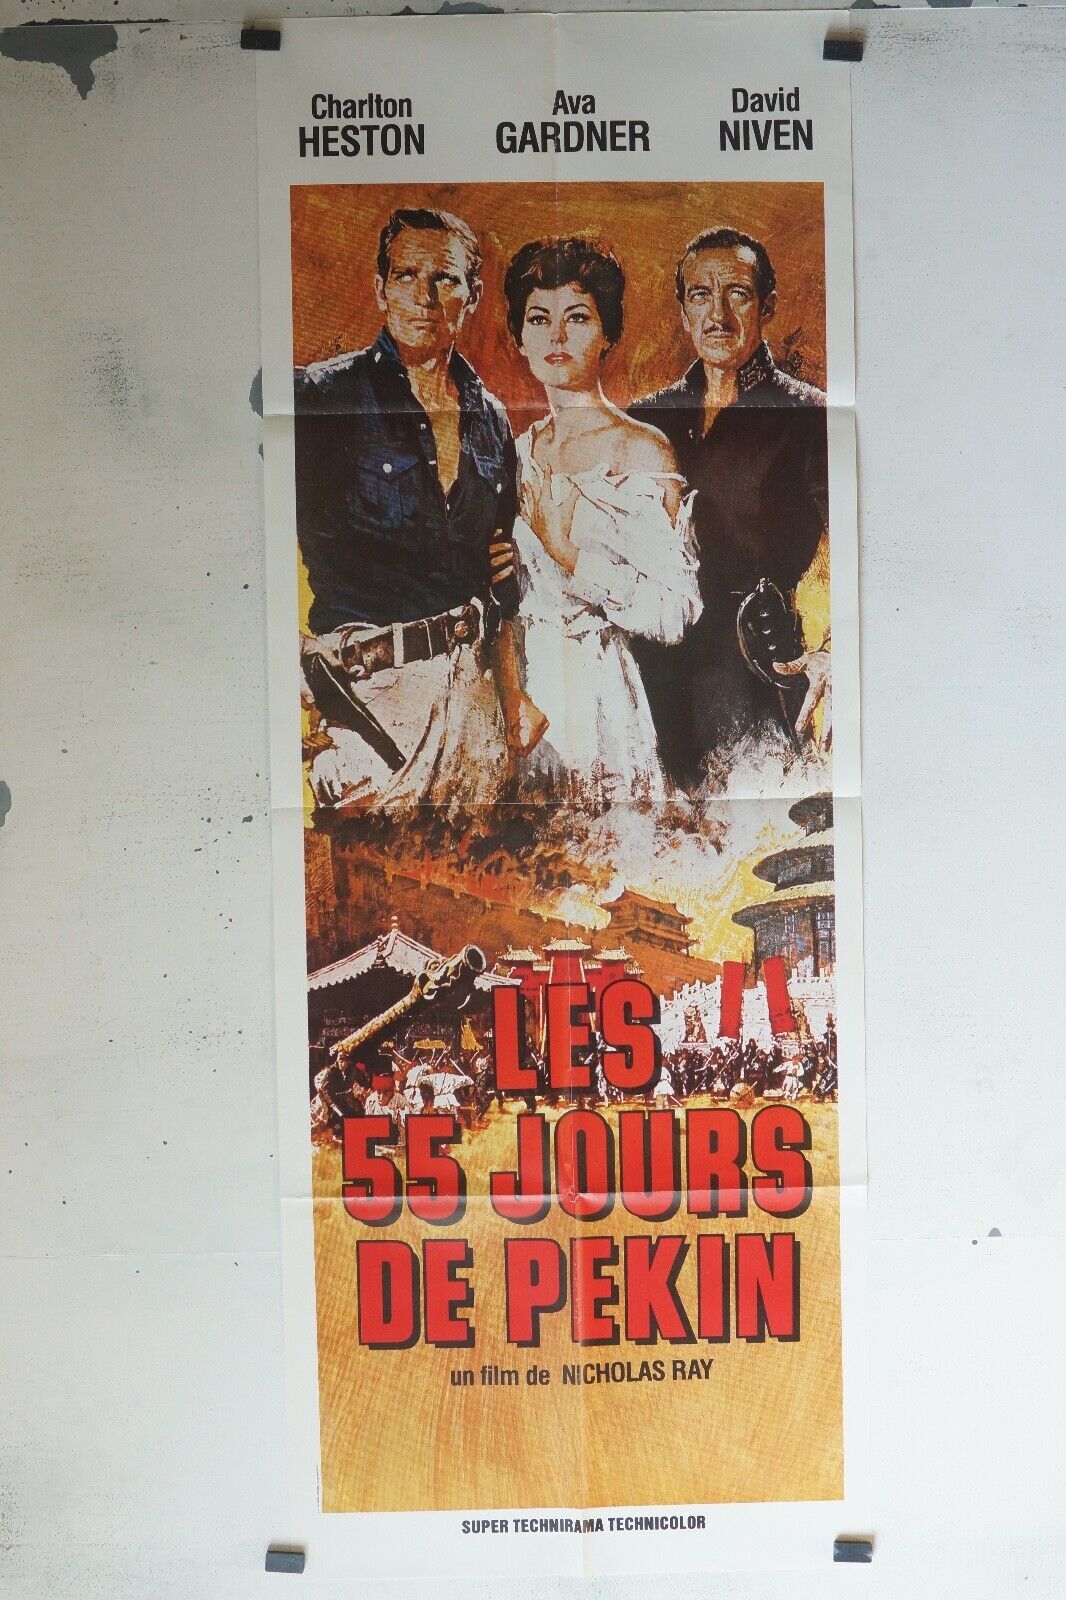 Charlton
HESTON
Ava
GARDNER
David
NIVEN
LES
55 JOURS
DE PEKIN
un film de NICHOLAS RAY
SUPER TECHNIRAMA TECHNICOLOR